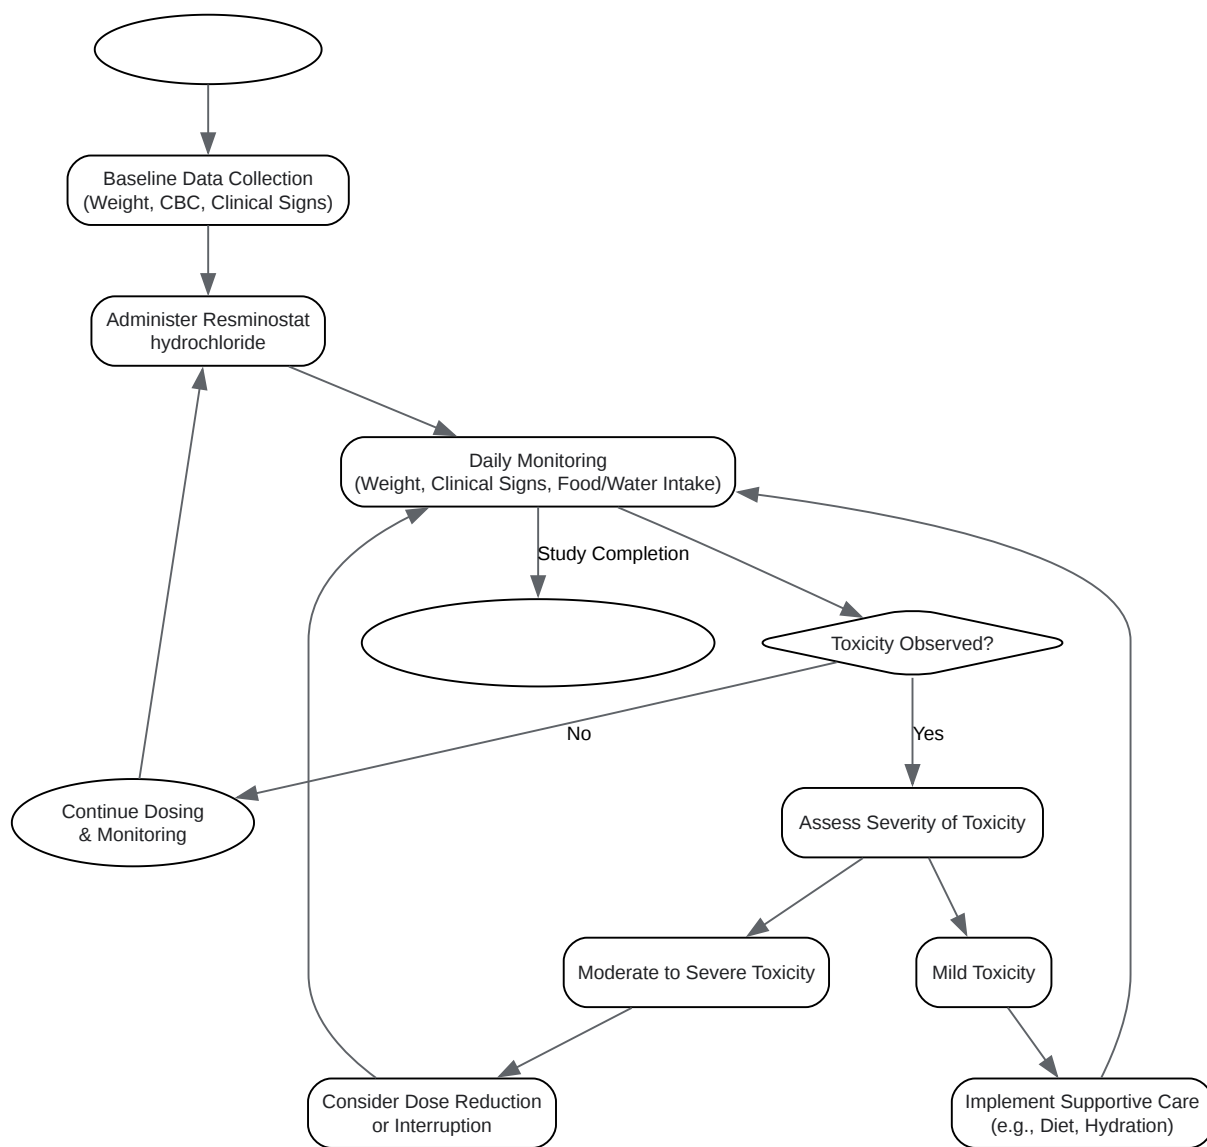 Baseline Data Collection
(Weight, CBC, Clinical Signs)
Administer Resminostat
hydrochloride
Daily Monitoring
(Weight, Clinical Signs, Food/Water Intake)
Study Completion
Toxicity Observed?
No
Yes
Continue Dosing
& Monitoring
Assess Severity of Toxicity
Moderate to Severe Toxicity
Mild Toxicity
Consider Dose Reduction
or Interruption
Implement Supportive Care
(e.g., Diet, Hydration)